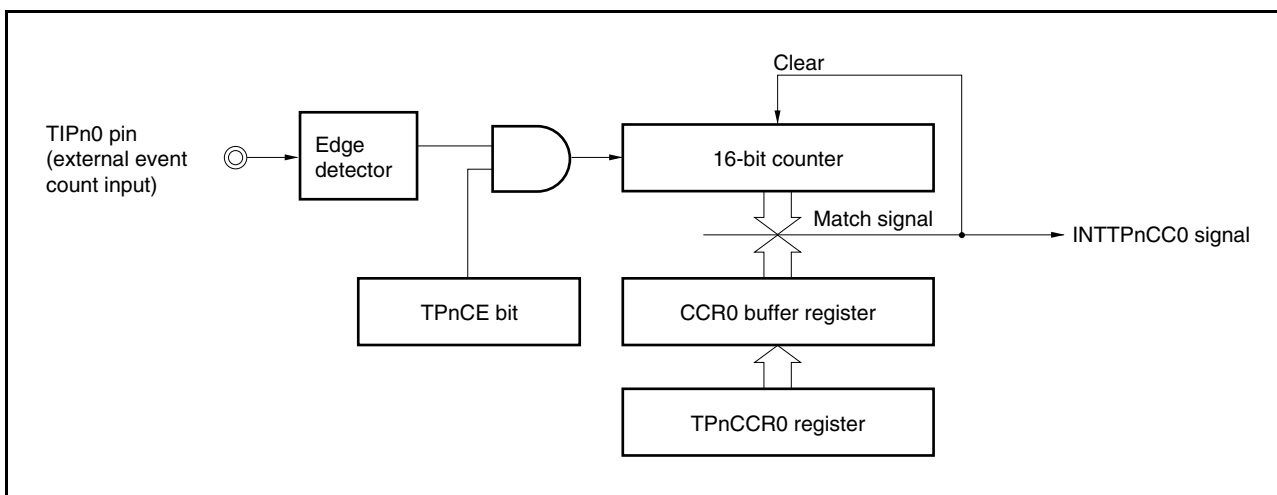 Clear
TIPn0 pin
(external event
count input)
Edge
detector
16-bit counter
Match signal
INTTPnCC0 signal
TPnCE bit
CCR0 buffer register
TPnCCR0 register